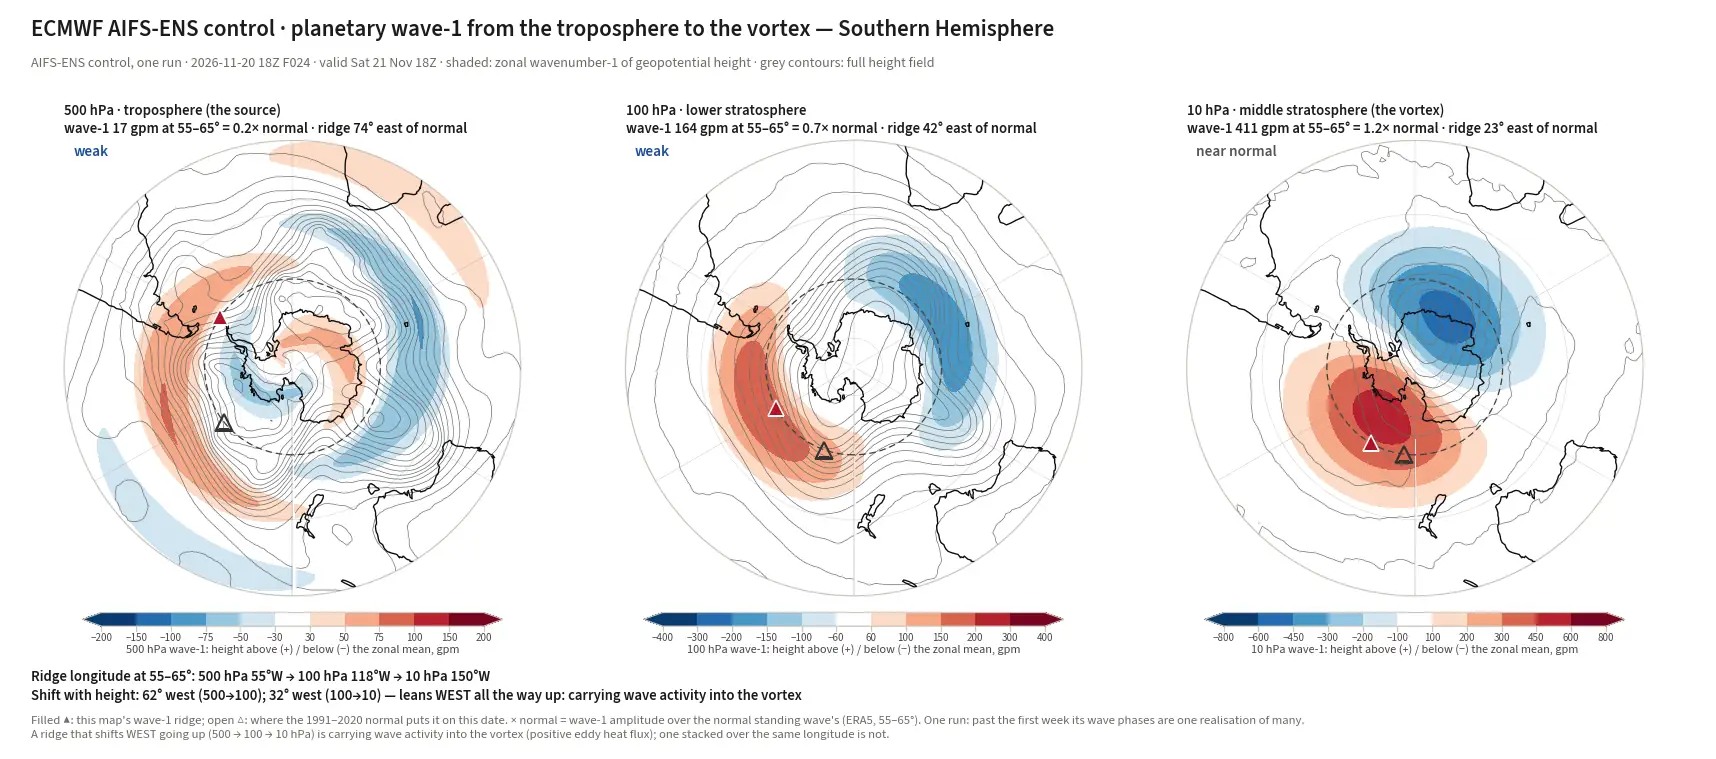 ECMWF AIFS-ENS control · planetary wave-1 from the troposphere to the vortex — Southern Hemisphere
AIFS-ENS control, one run · 2026-11-20 18Z F024 · valid Sat 21 Nov 18Z · shaded: zonal wavenumber-1 of geopotential height · grey contours: full height field
500 hPa · troposphere (the source)
wave-1 17 gpm at 55–65° = 0.2× normal · ridge 74° east of normal
weak
100 hPa · lower stratosphere
wave-1 164 gpm at 55–65° = 0.7× normal · ridge 42° east of normal
weak
10 hPa · middle stratosphere (the vortex)
wave-1 411 gpm at 55–65° = 1.2× normal · ridge 23° east of normal
near normal
−200 −150 −100 −75 −50 −30 30 50 75 100 150 200
500 hPa wave-1: height above (+) / below (−) the zonal mean, gpm
−400 −300 −200 −150 −100 −60 60 100 150 200 300 400
100 hPa wave-1: height above (+) / below (−) the zonal mean, gpm
−800 −600 −450 −300 −200 −100 100 200 300 450 600 800
10 hPa wave-1: height above (+) / below (−) the zonal mean, gpm
Ridge longitude at 55–65°: 500 hPa 55°W → 100 hPa 118°W → 10 hPa 150°W
Shift with height: 62° west (500→100); 32° west (100→10) — leans WEST all the way up: carrying wave activity into the vortex
Filled ▲: this map's wave-1 ridge; open △: where the 1991–2020 normal puts it on this date. × normal = wave-1 amplitude over the normal standing wave's (ERA5, 55–65°). One run: past the first week its wave phases are one realisation of many.
A ridge that shifts WEST going up (500 → 100 → 10 hPa) is carrying wave activity into the vortex (positive eddy heat flux); one stacked over the same longitude is not.